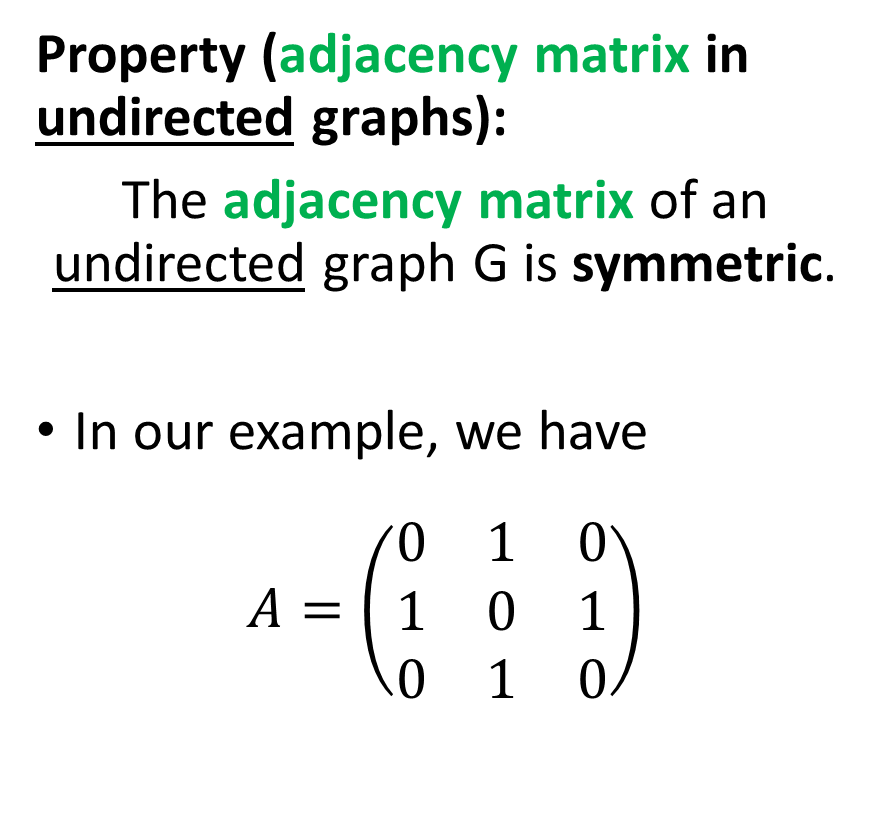 Property (adjacency matrix in
undirected graphs):
The adjacency matrix of an
undirected graph G is symmetric.
• In our example, we have
0 1 0
A = 1 0 1
0 1 0